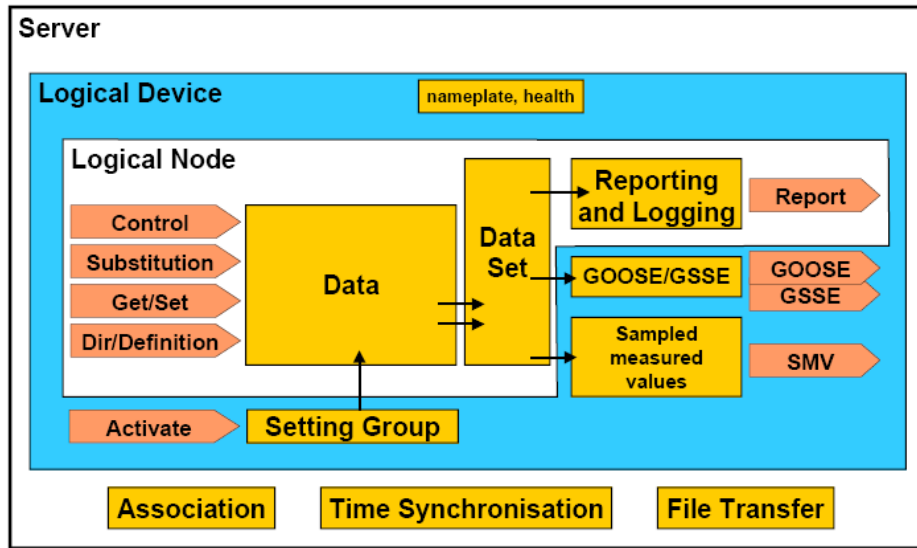 Server
Logical Device
nameplate, health
Logical Node
Control
Substitution
Get/Set
Dir/Definition
Data
Data
Set
Reporting
and Logging
Report
GOOSE/GSSE
GOOSE
GSSE
Sampled
measured
values
SMV
Activate
Setting Group
Association
Time Synchronisation
File Transfer